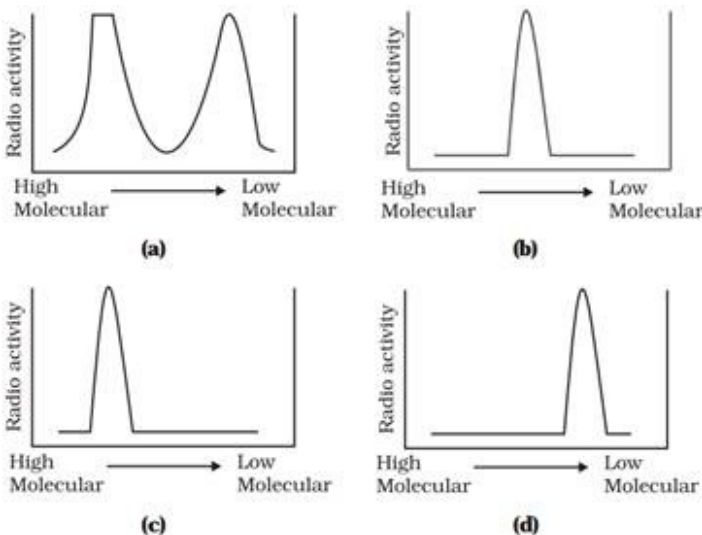 Radio activity
High Molecular
Low Molecular
(a)
Radio activity
High Molecular
Low Molecular
(b)
Radio activity
High Molecular
Low Molecular
(c)
Radio activity
High Molecular
Low Molecular
(d)